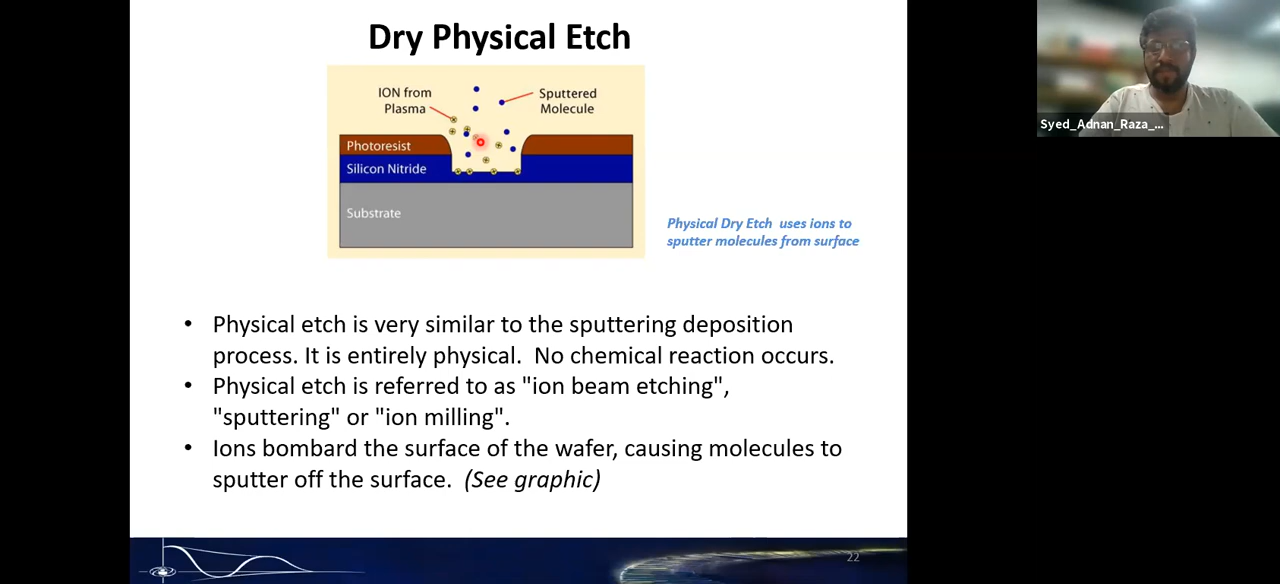 Dry Physical Etch
ION from
Plasma
Sputtered
Molecule
Photoresist
Silicon Nitride
Substrate
Physical Dry Etch uses ions to
sputter molecules from surface
• Physical etch is very similar to the sputtering deposition
process. It is entirely physical. No chemical reaction occurs.
• Physical etch is referred to as "ion beam etching",
"sputtering" or "ion milling".
• Ions bombard the surface of the wafer, causing molecules to
sputter off the surface. (See graphic)
22
Syed_Adnan_Raza_...